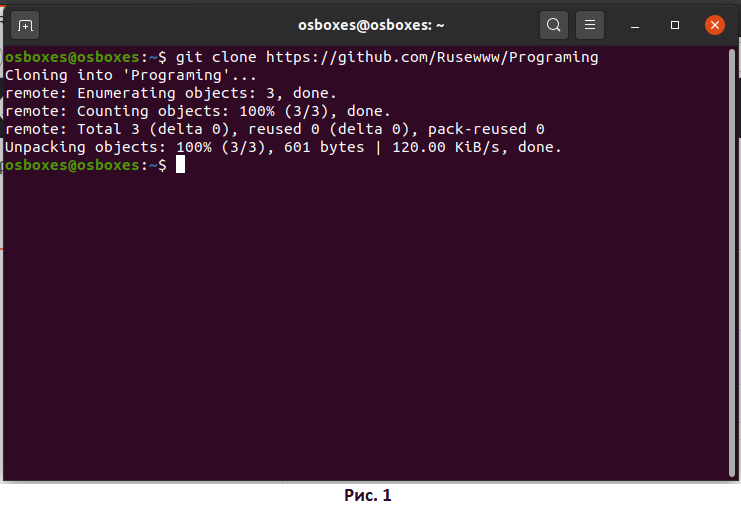 osboxes@osboxes: ~
osboxes@osboxes:~$ git clone https://github.com/Rusewww/Programing
Cloning into 'Programing'...
remote: Enumerating objects: 3, done.
remote: Counting objects: 100% (3/3), done.
remote: Total 3 (delta 0), reused 0 (delta 0), pack-reused 0
Unpacking objects: 100% (3/3), 601 bytes | 120.00 KiB/s, done.
osboxes@osboxes:~$
Рис. 1